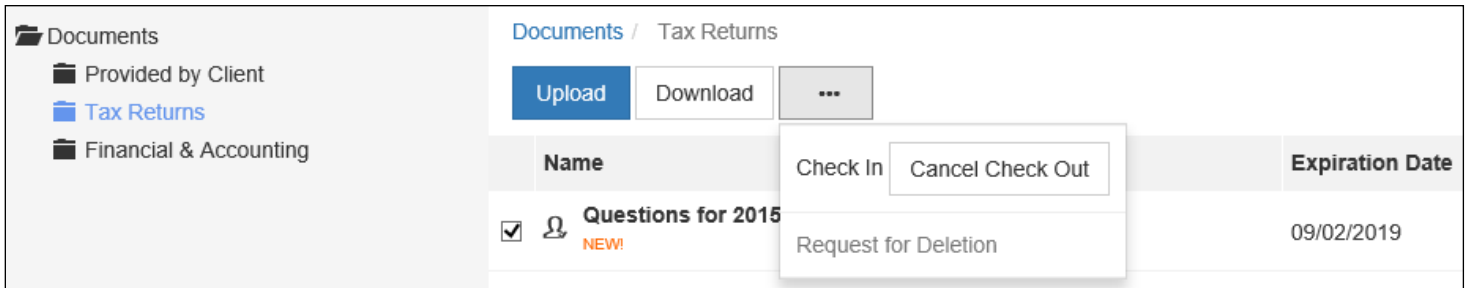 Documents
Provided by Client
Tax Returns
Financial & Accounting
Documents / Tax Returns
Upload Download •••
Check In Cancel Check Out
Request for Deletion
Name Expiration Date
Questions for 2015
NEW!
09/02/2019